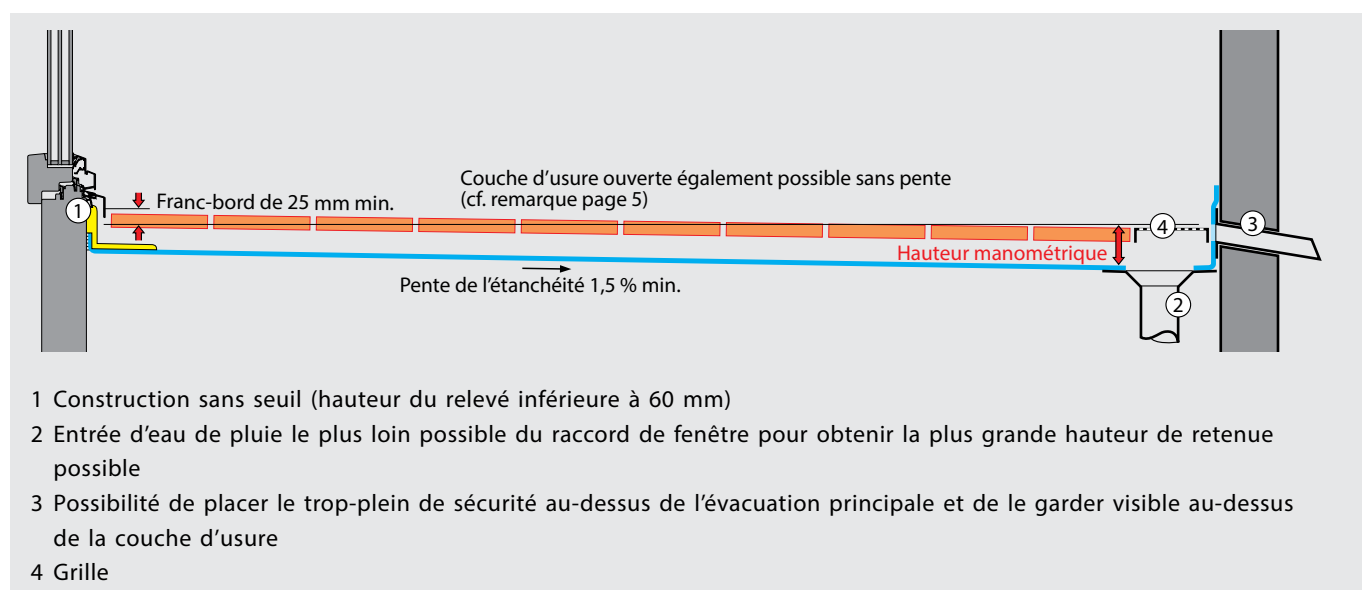 Couche d'usure ouverte également possible sans pente
(cf. remarque page 5)
Franc-bord de 25 mm min.
1
4
3
Hauteur manométrique
Pente de l'étanchéité 1,5 % min.
2
1 Construction sans seuil (hauteur du relevé inférieure à 60 mm)
2 Entrée d'eau de pluie le plus loin possible du raccord de fenêtre pour obtenir la plus grande hauteur de retenue
possible
3 Possibilité de placer le trop-plein de sécurité au-dessus de l'évacuation principale et de le garder visible au-dessus
de la couche d'usure
4 Grille